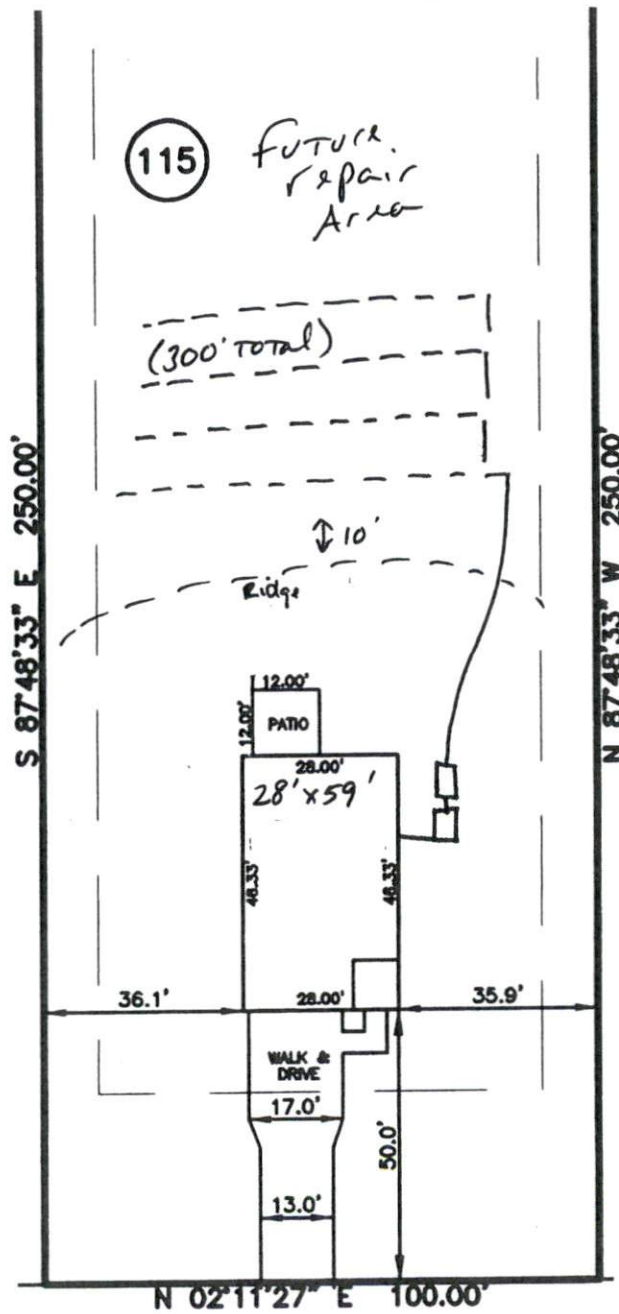 115
Future.
repair
Area
(300' TOTAL)
S 87°48'33" E 250.00'
N 87°48'33" W 250.00'
10'
Ridge
12.00'
12.00'
PATIO
28.00'
28'x59'
48.33'
48.33'
36.1'
28.00'
35.9'
WALK &
DRIVE
17.0'
50.0'
13.0'
N 02°11'27" E 100.00'